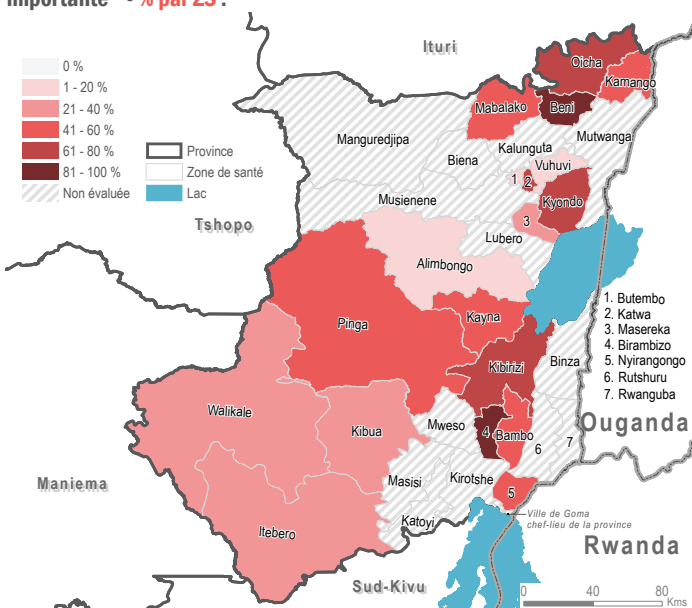 importante - % par ZS :
Ituri
0 %
1 - 20 %
21 - 40 %
41 - 60 %
61 - 80 %
81 - 100 %
Non évaluée
Province
Zone de santé
Lac
Oicha
Kamango
Mabalako
Beni
Manguredjipa
Mutwanga
Kalunguta
Biena
Vuhuvi
1
2
Kyondo
Musienene
3
Tshopo
Lubero
Alimbongo
Pinga
Kayna
Kibirizi
Binza
1. Butembo
2. Katwa
3. Masereka
4. Birambizo
5. Nyirangongo
6. Rutshuru
7. Rwanguba
Walikale
Kibua
Mweso
4
Bambo
6
7
Ouganda
Maniema
Masisi
Kirotshe
5
Itebero
Katoyi
Ville de Goma
chef-lieu de la province
Rwanda
Sud-Kivu
0 40 80
Kms